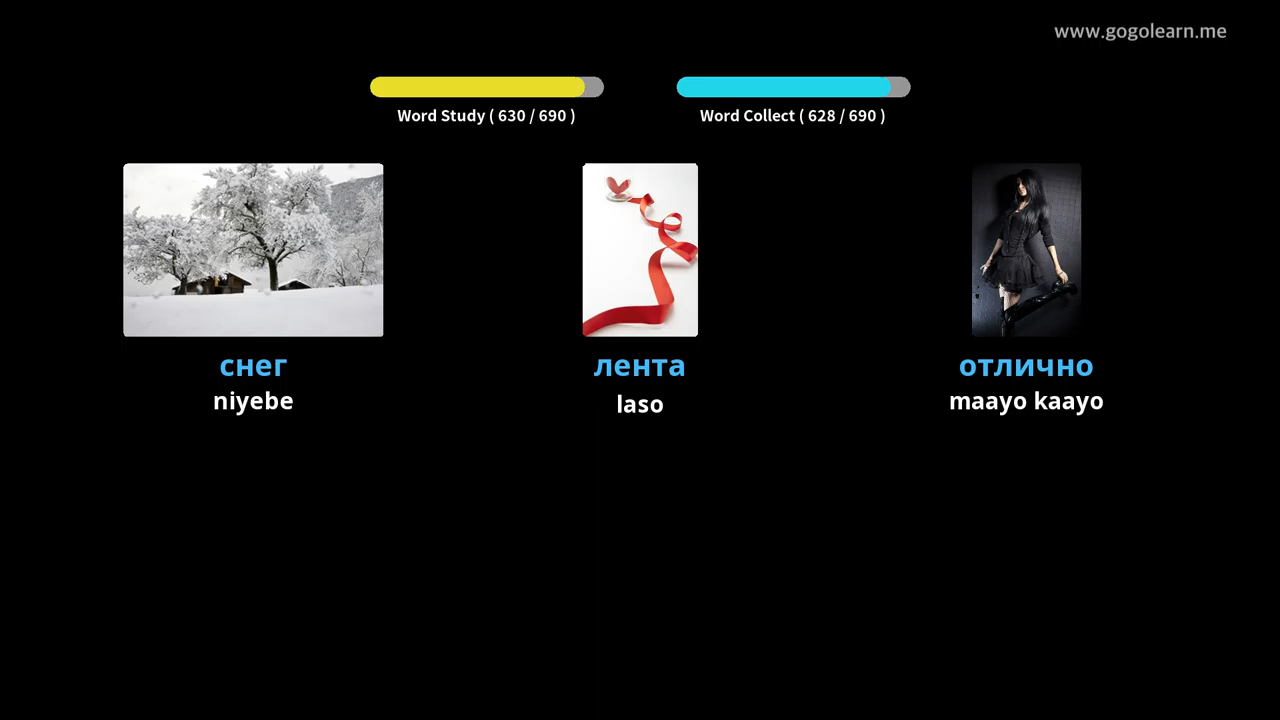 www.gogolearn.me
Word Study ( 630 / 690 )
Word Collect ( 628 / 690 )
снег
niyebe
лента
laso
отлично
maayo kaayo